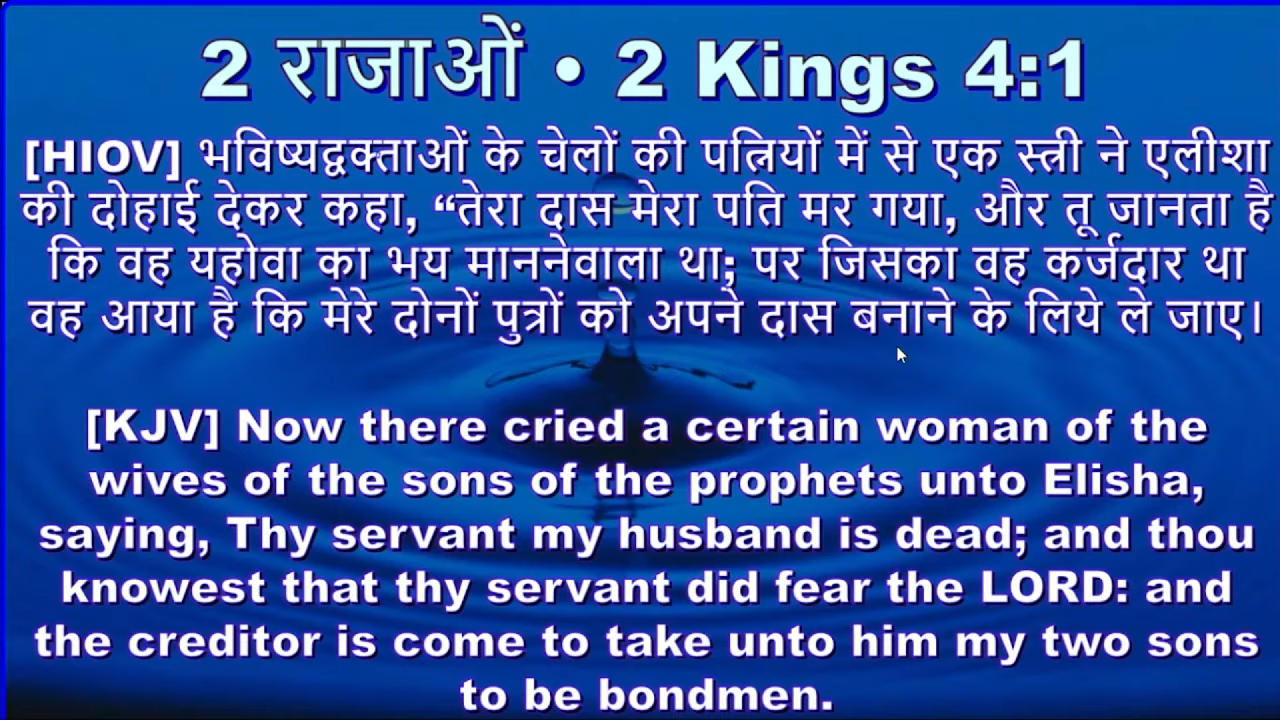 2 राजाओं • 2 Kings 4:1
[HIOV] भविष्यद्वक्ताओं के चेलों की पत्नियों में से एक स्त्री ने एलीशा
की दोहाई देकर कहा, “तेरा दास मेरा पति मर गया, और तू जानता है
कि वह यहोवा का भय माननेवाला था; पर जिसका वह कर्जदार था
वह आया है कि मेरे दोनों पुत्रों को अपने दास बनाने के लिये ले जाए।
[KJV] Now there cried a certain woman of the
wives of the sons of the prophets unto Elisha,
saying, Thy servant my husband is dead; and thou
knowest that thy servant did fear the LORD: and
the creditor is come to take unto him my two sons
to be bondmen.